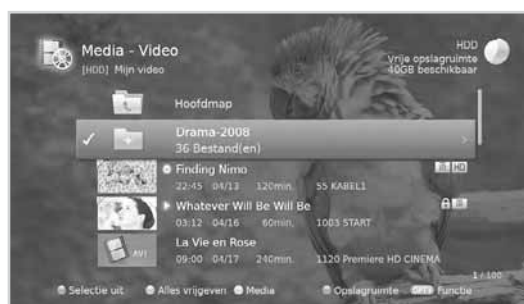 Media - Video
[HDD] Mijn video
HDD
Vrije opslagruimte
40GB beschikbaar
Hoofdmap
Drama-2008
36 Bestand(en)
Finding Nimo
HD
22:45 04/13 120min. 55 KABEL1
Whatever Will Be Will Be
03:12 04/16 60min. 1003 START
AVI
La Vie en Rose
09:00 04/17 240min. 1120 Premiere HD CINEMA
1/100
Selectie uit Alles vrijgeven Media Opslagruimte OPT+ Functie